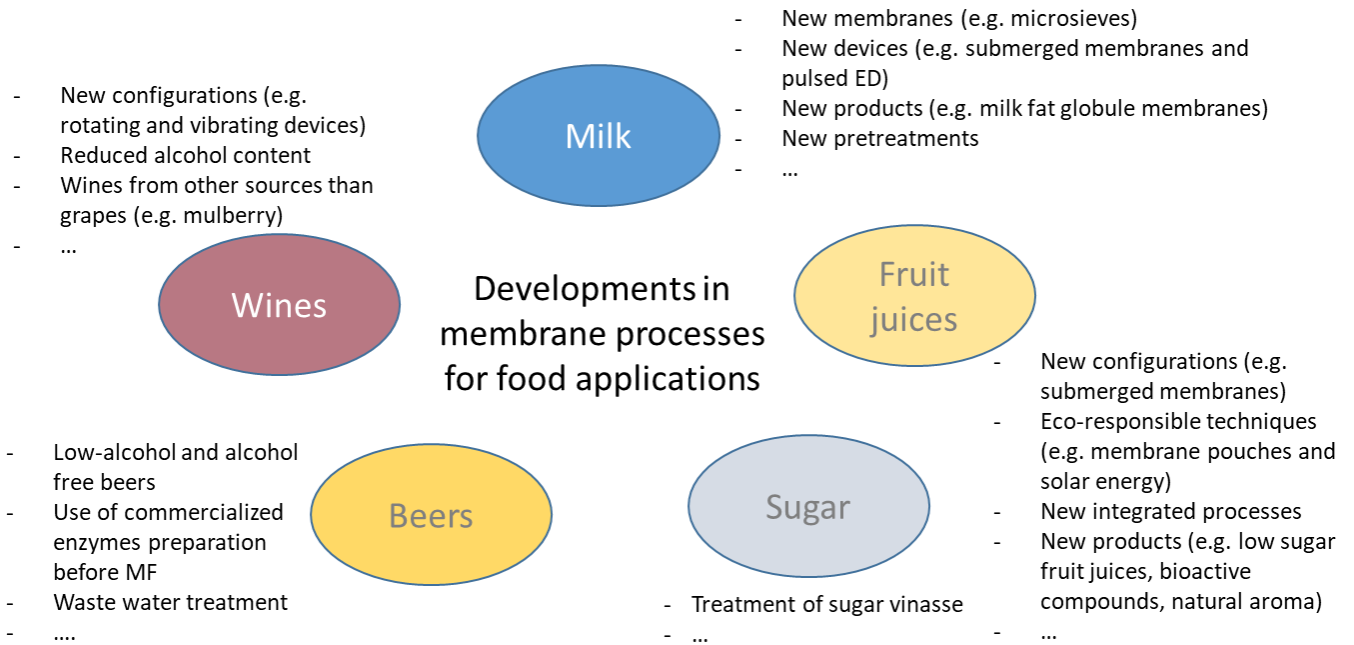 - New membranes (e.g. microsieves)
- New devices (e.g. submerged membranes and
pulsed ED)
- New products (e.g. milk fat globule membranes)
- New pretreatments
- ...
Milk
- New configurations (e.g.
rotating and vibrating devices)
- Reduced alcohol content
- Wines from other sources than
grapes (e.g. mulberry)
- ...
Wines
Developments in
membrane processes
for food applications
Fruit
juices
- New configurations (e.g.
submerged membranes)
- Eco-responsible techniques
(e.g. membrane pouches and
solar energy)
- New integrated processes
- New products (e.g. low sugar
fruit juices, bioactive
compounds, natural aroma)
- ...
- Low-alcohol and alcohol
free beers
- Use of commercialized
enzymes preparation
before MF
- Waste water treatment
- ....
Beers
Sugar
- Treatment of sugar vinasse
- ...